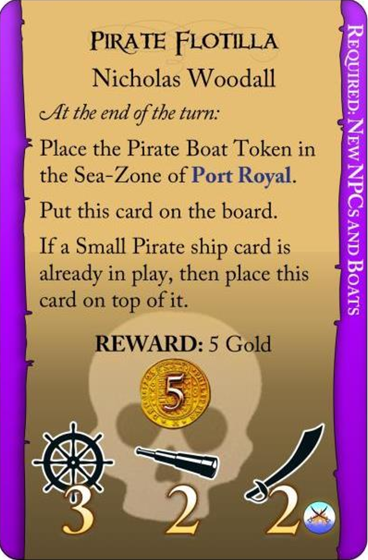 PIRATE FLOTILLA
Nicholas Woodall
At the end of the turn:
Place the Pirate Boat Token in
the Sea-Zone of Port Royal.
Put this card on the board.
If a Small Pirate ship card is
already in play, then place this
card on top of it.
REWARD: 5 Gold
5
3 2 2
REQUIRED: NEW NPCS AND BOATS